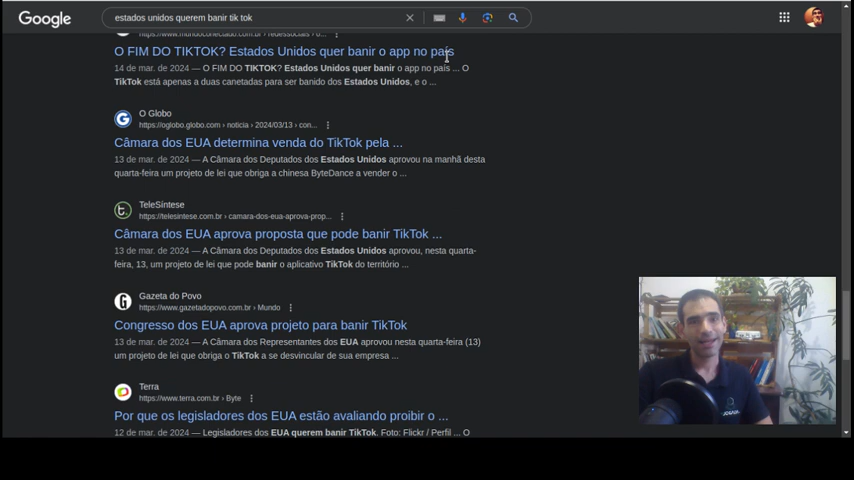 Google
estados unidos querem banir tik tok
O FIM DO TIKTOK? Estados Unidos quer banir o app no país
14 de mar. de 2024 — O FIM DO TIKTOK? Estados Unidos quer banir o app no país ... O
TikTok está apenas a duas canetadas para ser banido dos Estados Unidos, e o ...
O Globo
https://oglobo.globo.com › noticia › 2024/03/13 › con...
Câmara dos EUA determina venda do TikTok pela ...
13 de mar. de 2024 — A Câmara dos Deputados dos Estados Unidos aprovou na manhã desta
quarta-feira um projeto de lei que obriga a chinesa ByteDance a vender o ...
TeleSíntese
https://telesintese.com.br › camara-dos-eua-aprova-prop...
Câmara dos EUA aprova proposta que pode banir TikTok ...
13 de mar. de 2024 — A Câmara dos Deputados dos Estados Unidos aprovou, nesta quarta-
feira, 13, um projeto de lei que pode banir o aplicativo TikTok do território ...
Gazeta do Povo
https://www.gazetadopovo.com.br › Mundo
Congresso dos EUA aprova projeto para banir TikTok
13 de mar. de 2024 — A Câmara dos Representantes dos EUA aprovou nesta quarta-feira (13)
um projeto de lei que obriga o TikTok a se desvincular de sua empresa ...
Terra
https://www.terra.com.br › Byte
Por que os legisladores dos EUA estão avaliando proibir o ...
12 de mar. de 2024 — Legisladores dos EUA querem banir TikTok. Foto: Flickr / Perfil ... O